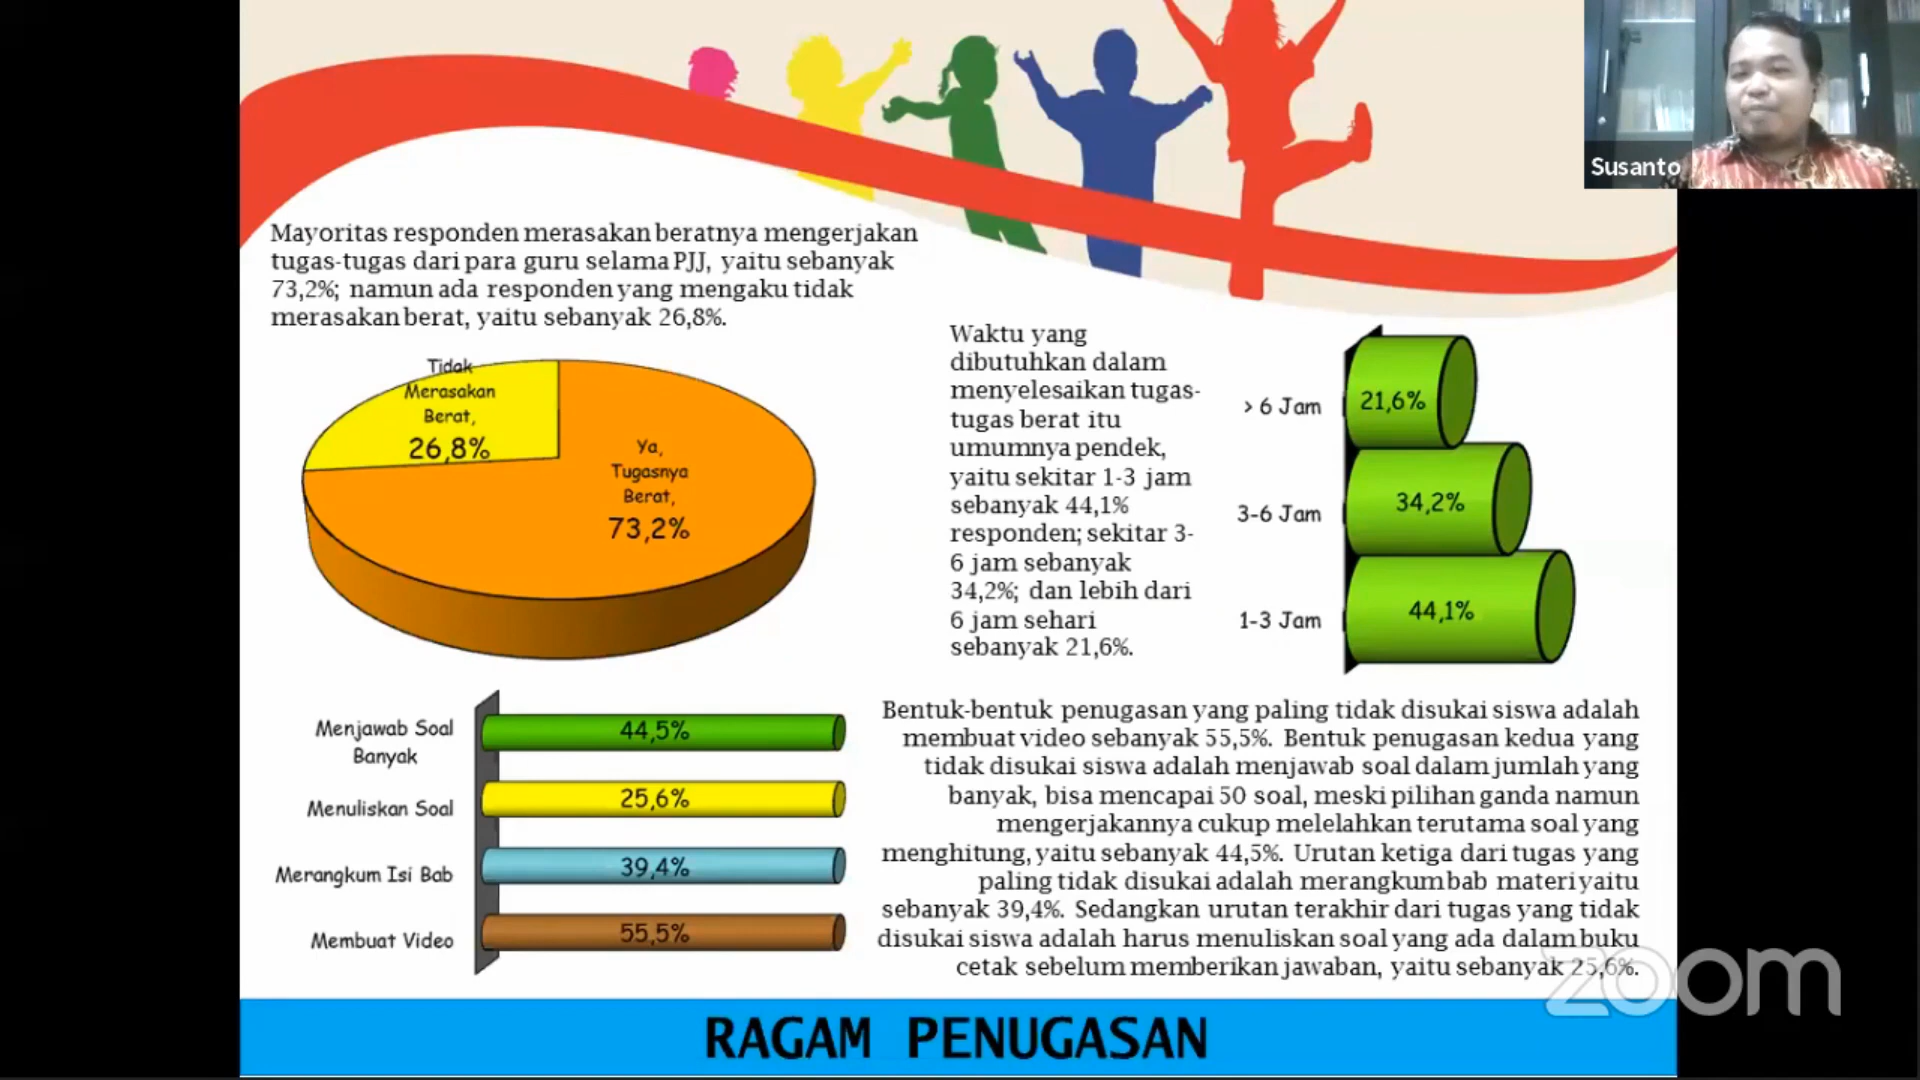 Susanto
Mayoritas responden merasakan beratnya mengerjakan
tugas-tugas dari para guru selama PJJ, yaitu sebanyak
73,2%; namun ada responden yang mengaku tidak
merasakan berat, yaitu sebanyak 26,8%.
Tidak
Merasakan
Berat,
26,8%
Ya,
Tugasnya
Berat,
73,2%
Waktu yang
dibutuhkan dalam
menyelesaikan tugas-
tugas berat itu
umumnya pendek,
yaitu sekitar 1-3 jam
sebanyak 44,1%
responden; sekitar 3-
6 jam sebanyak
34,2%; dan lebih dari
6 jam sehari
sebanyak 21,6%.
> 6 Jam 21,6%
3-6 Jam 34,2%
1-3 Jam 44,1%
Menjawab Soal
Banyak
44,5%
Menuliskan Soal 25,6%
Merangkum Isi Bab 39,4%
Membuat Video 55,5%
Bentuk-bentuk penugasan yang paling tidak disukai siswa adalah
membuat video sebanyak 55,5%. Bentuk penugasan kedua yang
tidak disukai siswa adalah menjawab soal dalam jumlah yang
banyak, bisa mencapai 50 soal, meski pilihan ganda namun
mengerjakannya cukup melelahkan terutama soal yang
menghitung, yaitu sebanyak 44,5%. Urutan ketiga dari tugas yang
paling tidak disukai adalah merangkum bab materi yaitu
sebanyak 39,4%. Sedangkan urutan terakhir dari tugas yang tidak
disukai siswa adalah harus menuliskan soal yang ada dalam buku
cetak sebelum memberikan jawaban, yaitu sebanyak 25,6%.
zoom
RAGAM PENUGASAN